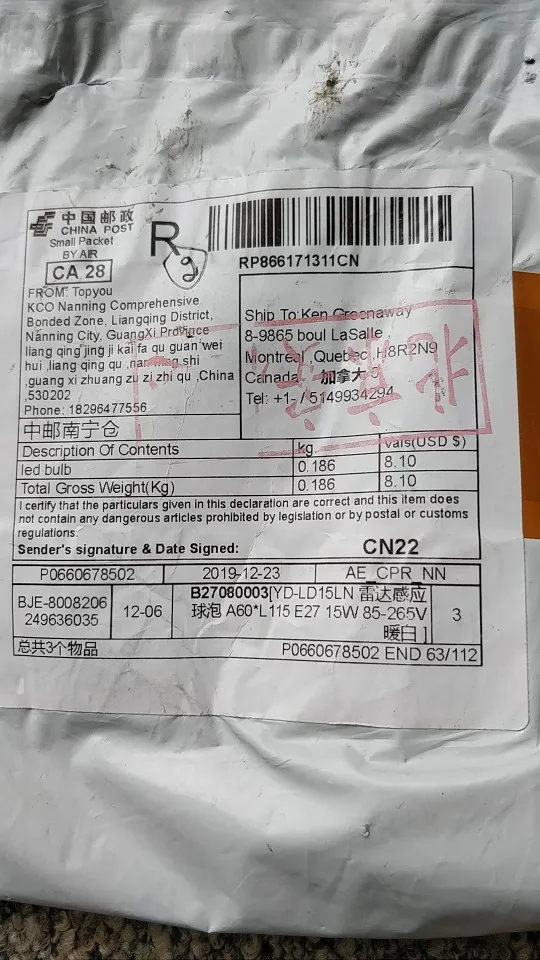 中国邮政
CHINA POST
Small Packet
BY AIR
CA 28
R
2
RP866171311CN
FROM: Topyou
KCO Nanning Comprehensive
Bonded Zone, Liangqing District,
Nanning City, GuangXi Province
liang qing jing ji kai fa qu guan wei
hui ,liang qing qu ,nanning shi
,guang xi zhuang zu zi zhi qu ,China
,530202
Phone: 18296477556
Ship To:Ken Greenaway
8-9865 boul LaSalle ,
Montreal ,Quebec ,H8R2N9
Canada 加拿大
Tel: +1- / 5149934294
中邮南宁仓
Description Of Contents kg vals(USD $)
led bulb 0.186 8.10
Total Gross Weight(Kg) 0.186 8.10
I certify that the particulars given in this declaration are correct and this item does
not contain any dangerous articles prohibited by legislation or by postal or customs
regulations.
Sender's signature & Date Signed: CN22
P0660678502 2019-12-23 AE_CPR_NN
BJE-8008206
249636035
12-06
B27080003[YD-LD15LN 雷达感应
球泡 A60*L115 E27 15W 85-265V
暖白 ]
3
总共3个物品 P0660678502 END 63/112